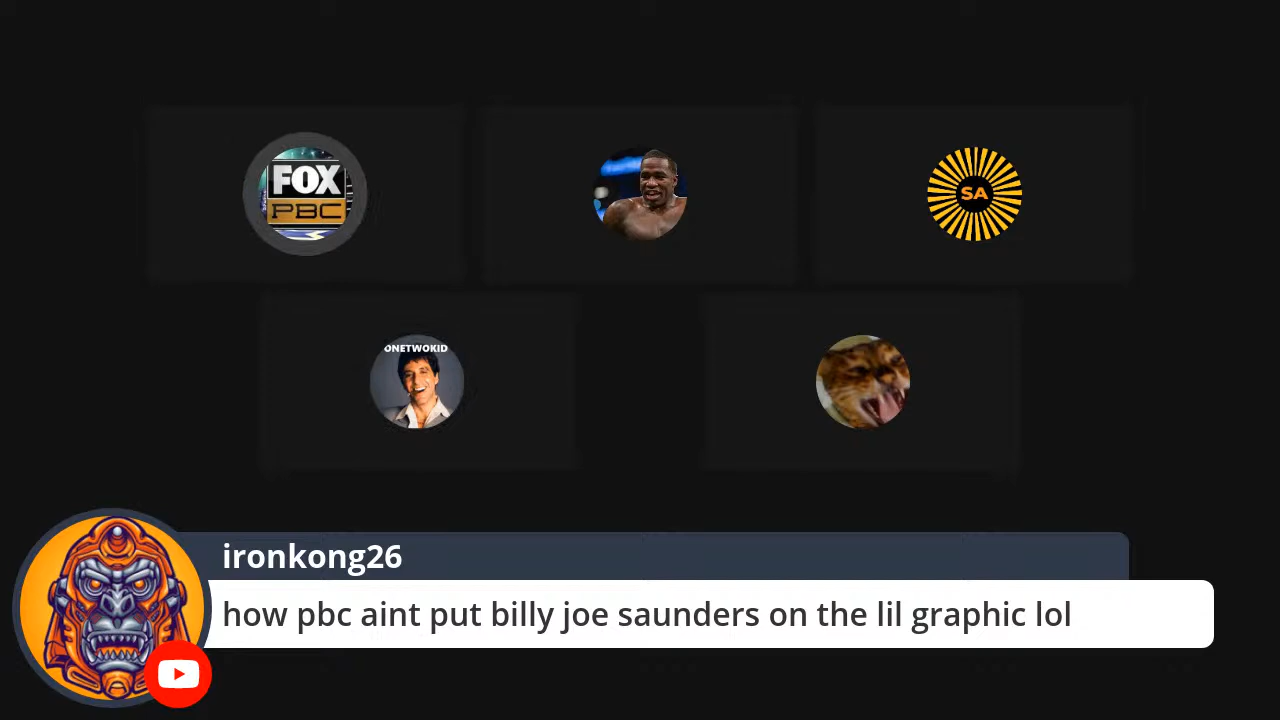 FOX
PBC
SA
ONETWOKID
ironkong26
how pbc aint put billy joe saunders on the lil graphic lol